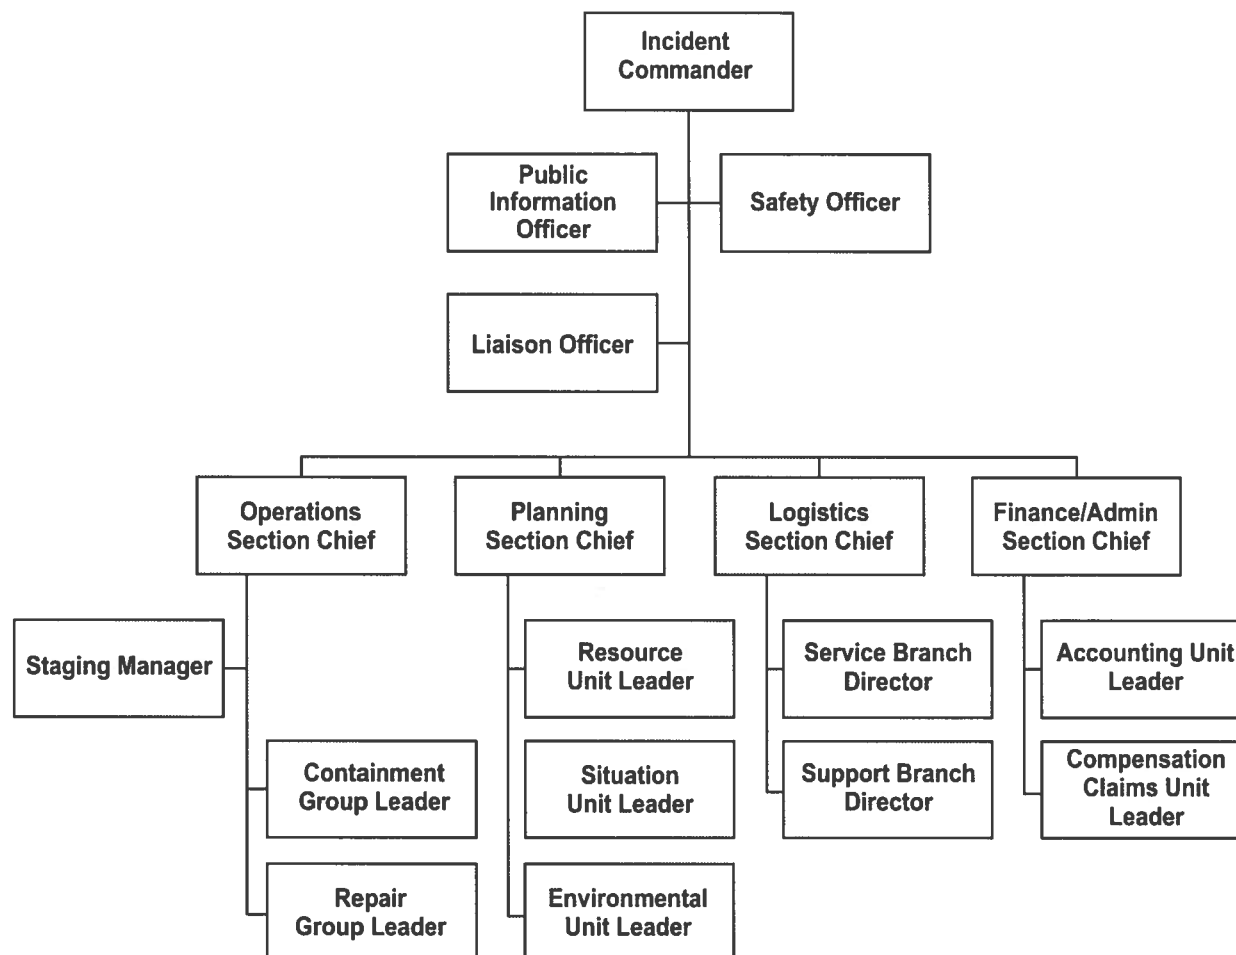 Incident
Commander
Public
Information
Officer
Safety Officer
Liaison Officer
Operations
Section Chief
Planning
Section Chief
Logistics
Section Chief
Finance/Admin
Section Chief
Staging Manager
Resource
Unit Leader
Service Branch
Director
Accounting Unit
Leader
Containment
Group Leader
Situation
Unit Leader
Support Branch
Director
Compensation
Claims Unit
Leader
Repair
Group Leader
Environmental
Unit Leader